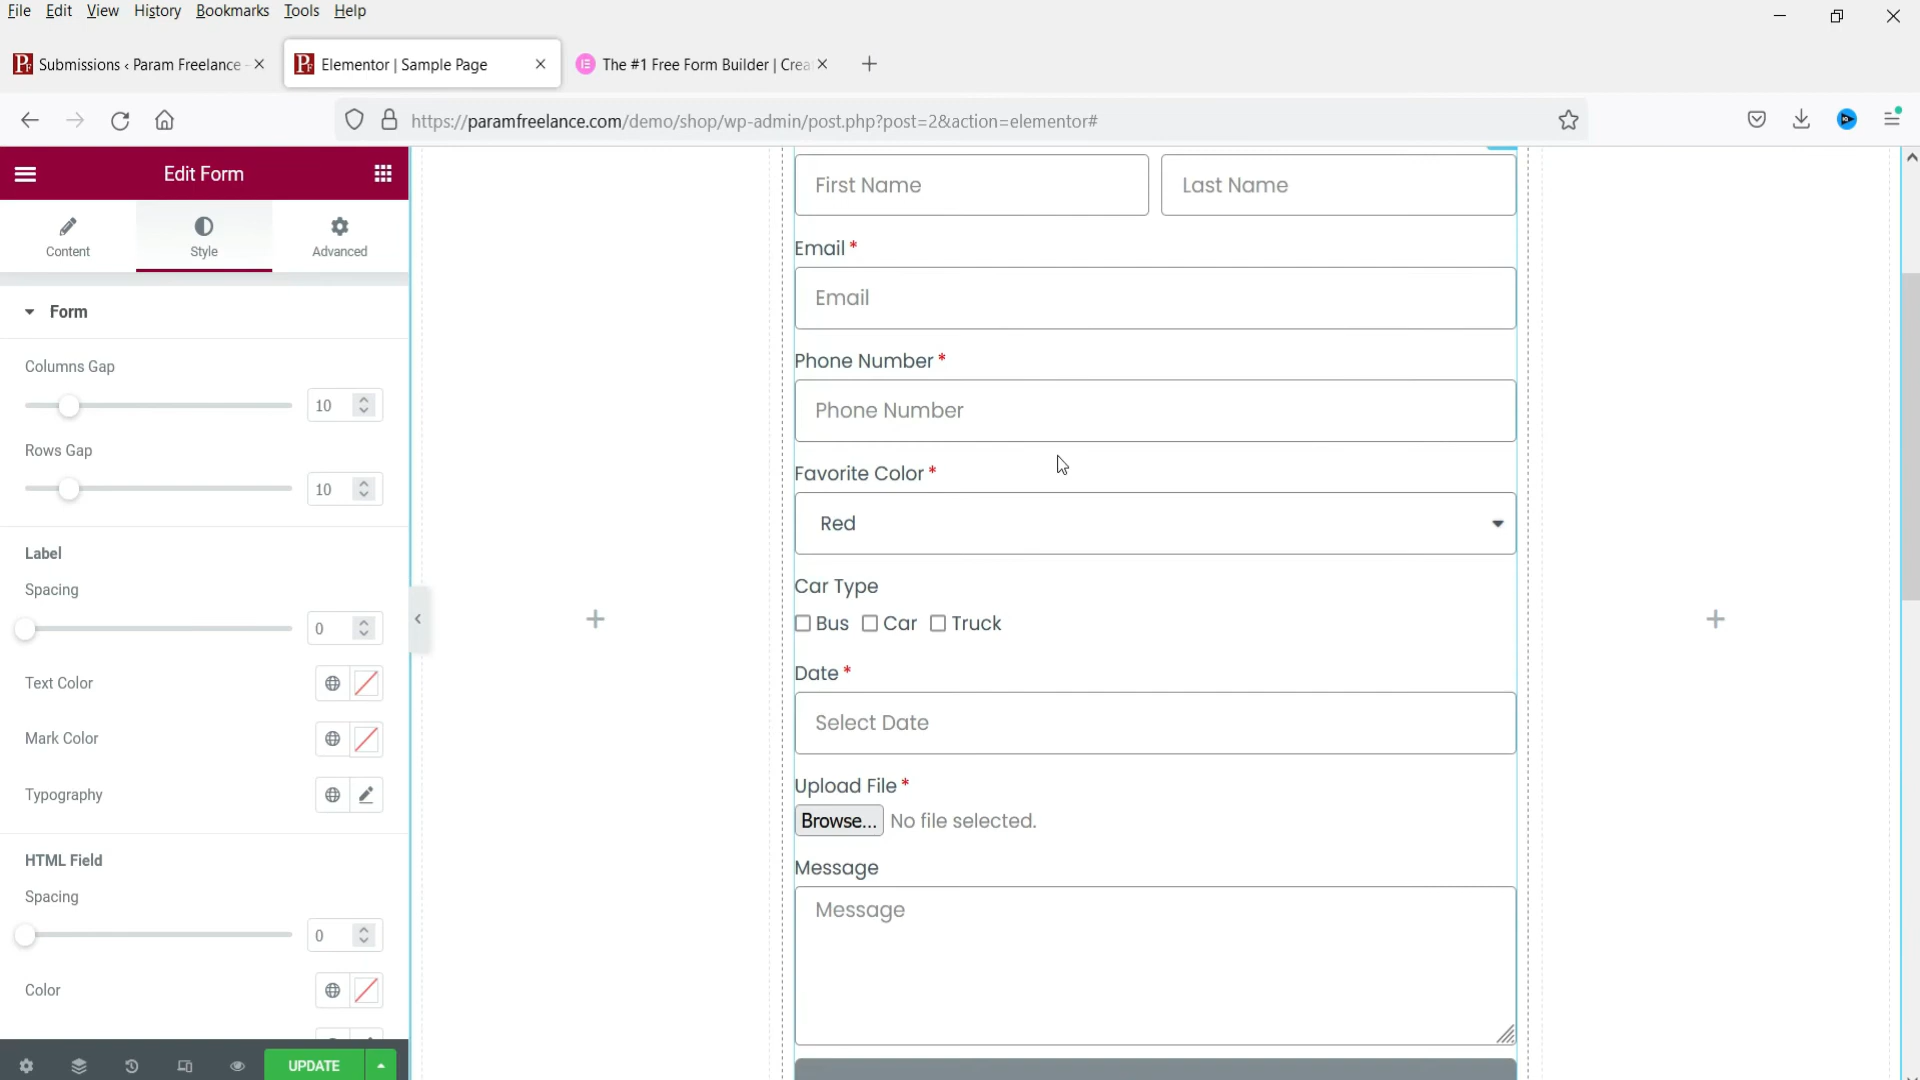 File Edit View History Bookmarks Tools Help
Submissions ‹ Param Freelance
Elementor | Sample Page
The #1 Free Form Builder | Crea
https://paramfreelance.com/demo/shop/wp-admin/post.php?post=2&action=elementor#
Edit Form
Content Style Advanced
Form
Columns Gap
10
Rows Gap
10
Label
Spacing
0
Text Color
Mark Color
Typography
HTML Field
Spacing
0
Color
UPDATE
First Name Last Name
Email *
Email
Phone Number *
Phone Number
Favorite Color *
Red
Car Type
Bus Car Truck
Date *
Select Date
Upload File *
Browse... No file selected.
Message
Message